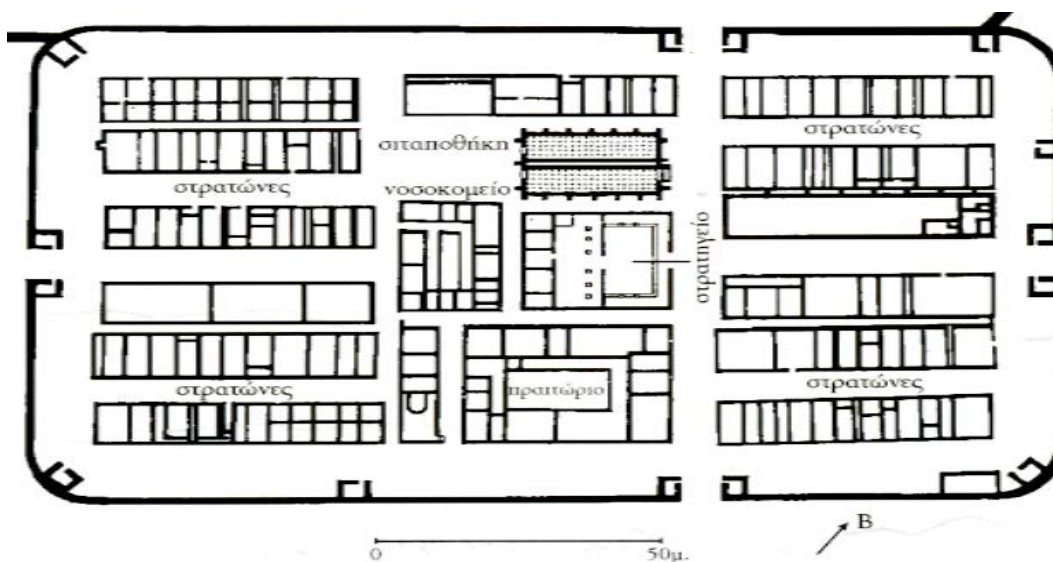 στρατώνες
σιταποθήκη
στρατώνες
νοσοκομείο
στρατηγείο
στρατώνες
πραιτώριο
στρατώνες
Β
0 50μ.